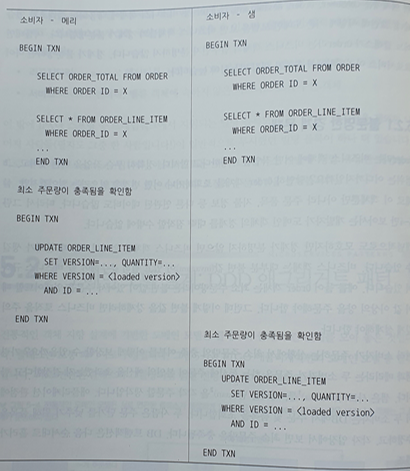 소비자 - 메리
BEGIN TXN
SELECT ORDER_TOTAL FROM ORDER
WHERE ORDER ID = X
SELECT * FROM ORDER_LINE_ITEM
WHERE ORDER_ID = X
...
END TXN
최소 주문량이 충족됨을 확인함
BEGIN TXN
UPDATE ORDER_LINE_ITEM
SET VERSION=..., QUANTITY=...
WHERE VERSION = <loaded version>
AND ID = ...
END TXN
소비자 - 샘
BEGIN TXN
SELECT ORDER_TOTAL FROM ORDER
WHERE ORDER ID = X
SELECT * FROM ORDER_LINE_ITEM
WHERE ORDER_ID = X
...
END TXN
최소 주문량이 충족됨을 확인함
BEGIN TXN
UPDATE ORDER_LINE_ITEM
SET VERSION=..., QUANTITY=...
WHERE VERSION = <loaded version>
AND ID = ...
END TXN